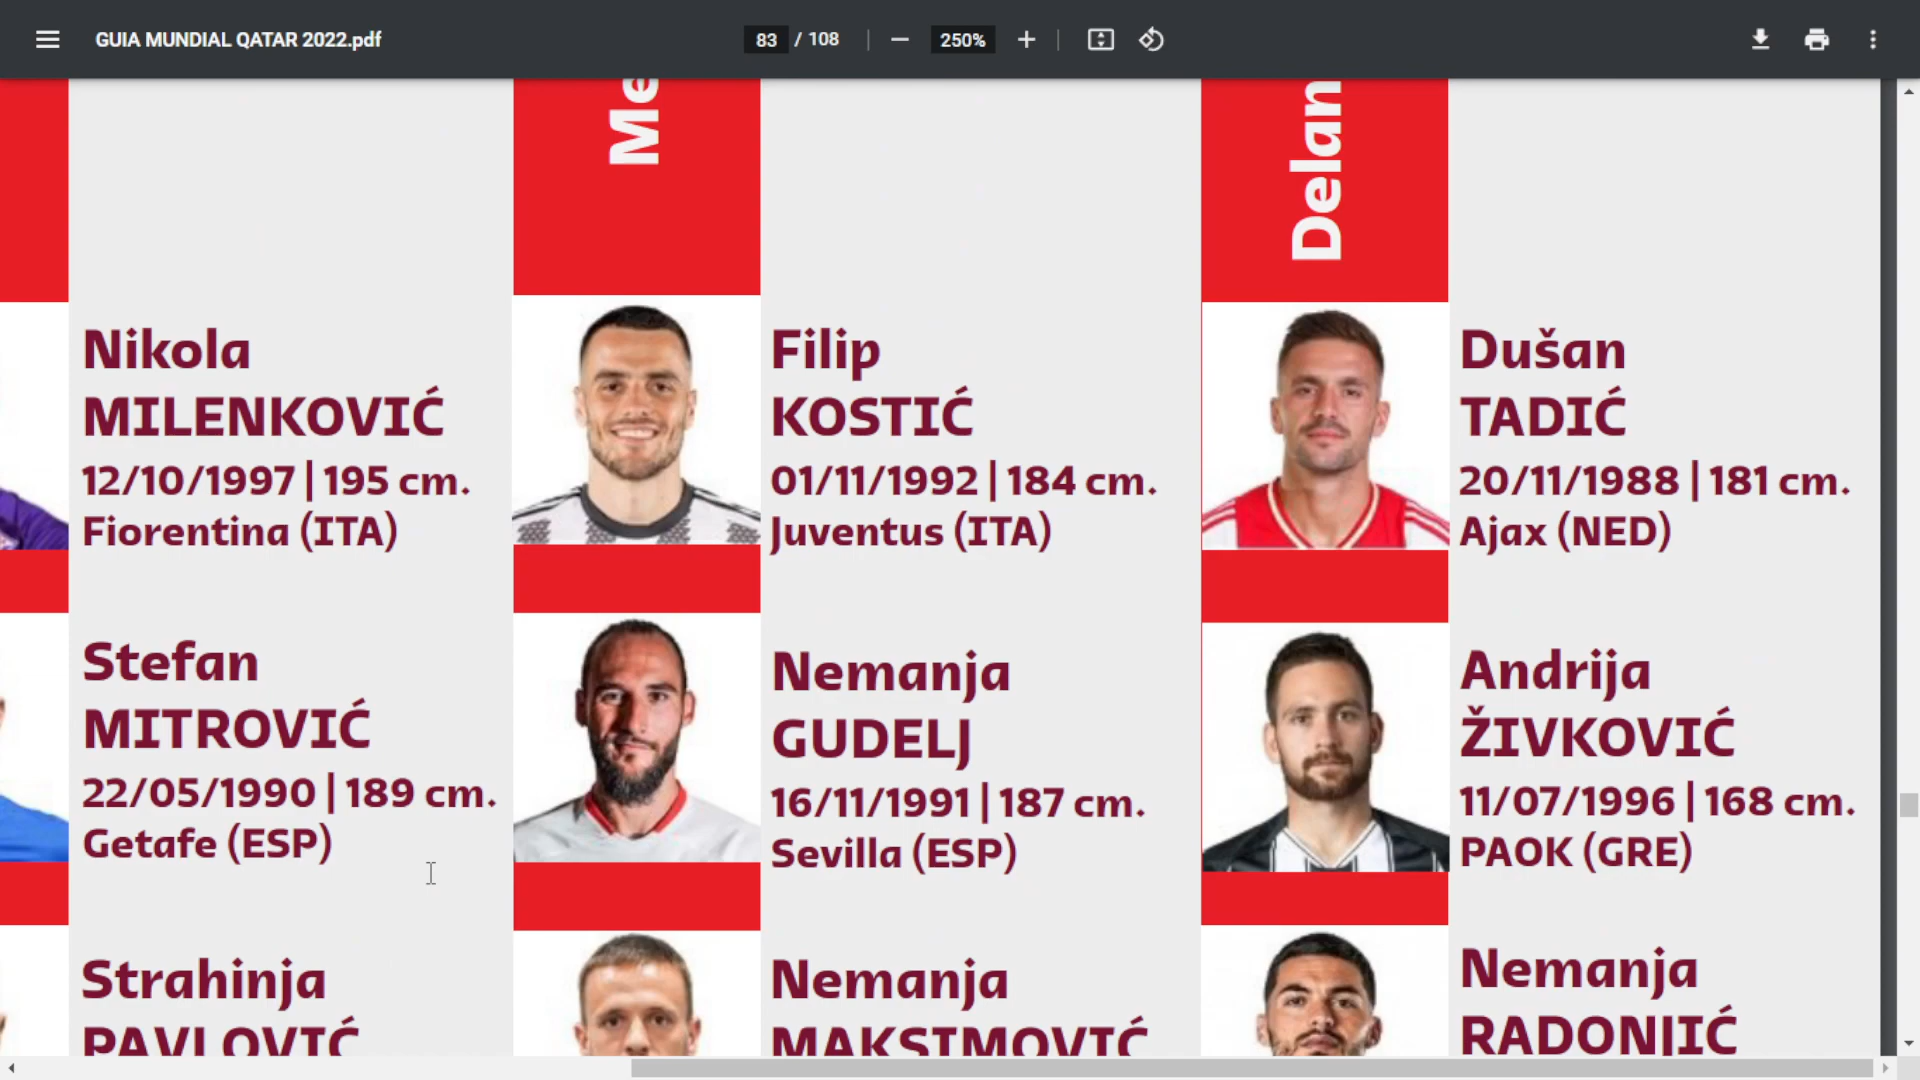 GUIA MUNDIAL QATAR 2022.pdf
83 / 108
250%
Me
Delan
Nikola
MILENKOVIĆ
12/10/1997 | 195 cm.
Fiorentina (ITA)
Filip
KOSTIĆ
01/11/1992 | 184 cm.
Juventus (ITA)
Dušan
TADIĆ
20/11/1988 | 181 cm.
Ajax (NED)
Stefan
MITROVIĆ
22/05/1990 | 189 cm.
Getafe (ESP)
Nemanja
GUDELJ
16/11/1991 | 187 cm.
Sevilla (ESP)
Andrija
ŽIVKOVIĆ
11/07/1996 | 168 cm.
PAOK (GRE)
Strahinja
PAVLOVIĆ
Nemanja
MAKSIMOVIĆ
Nemanja
RADONJIĆ